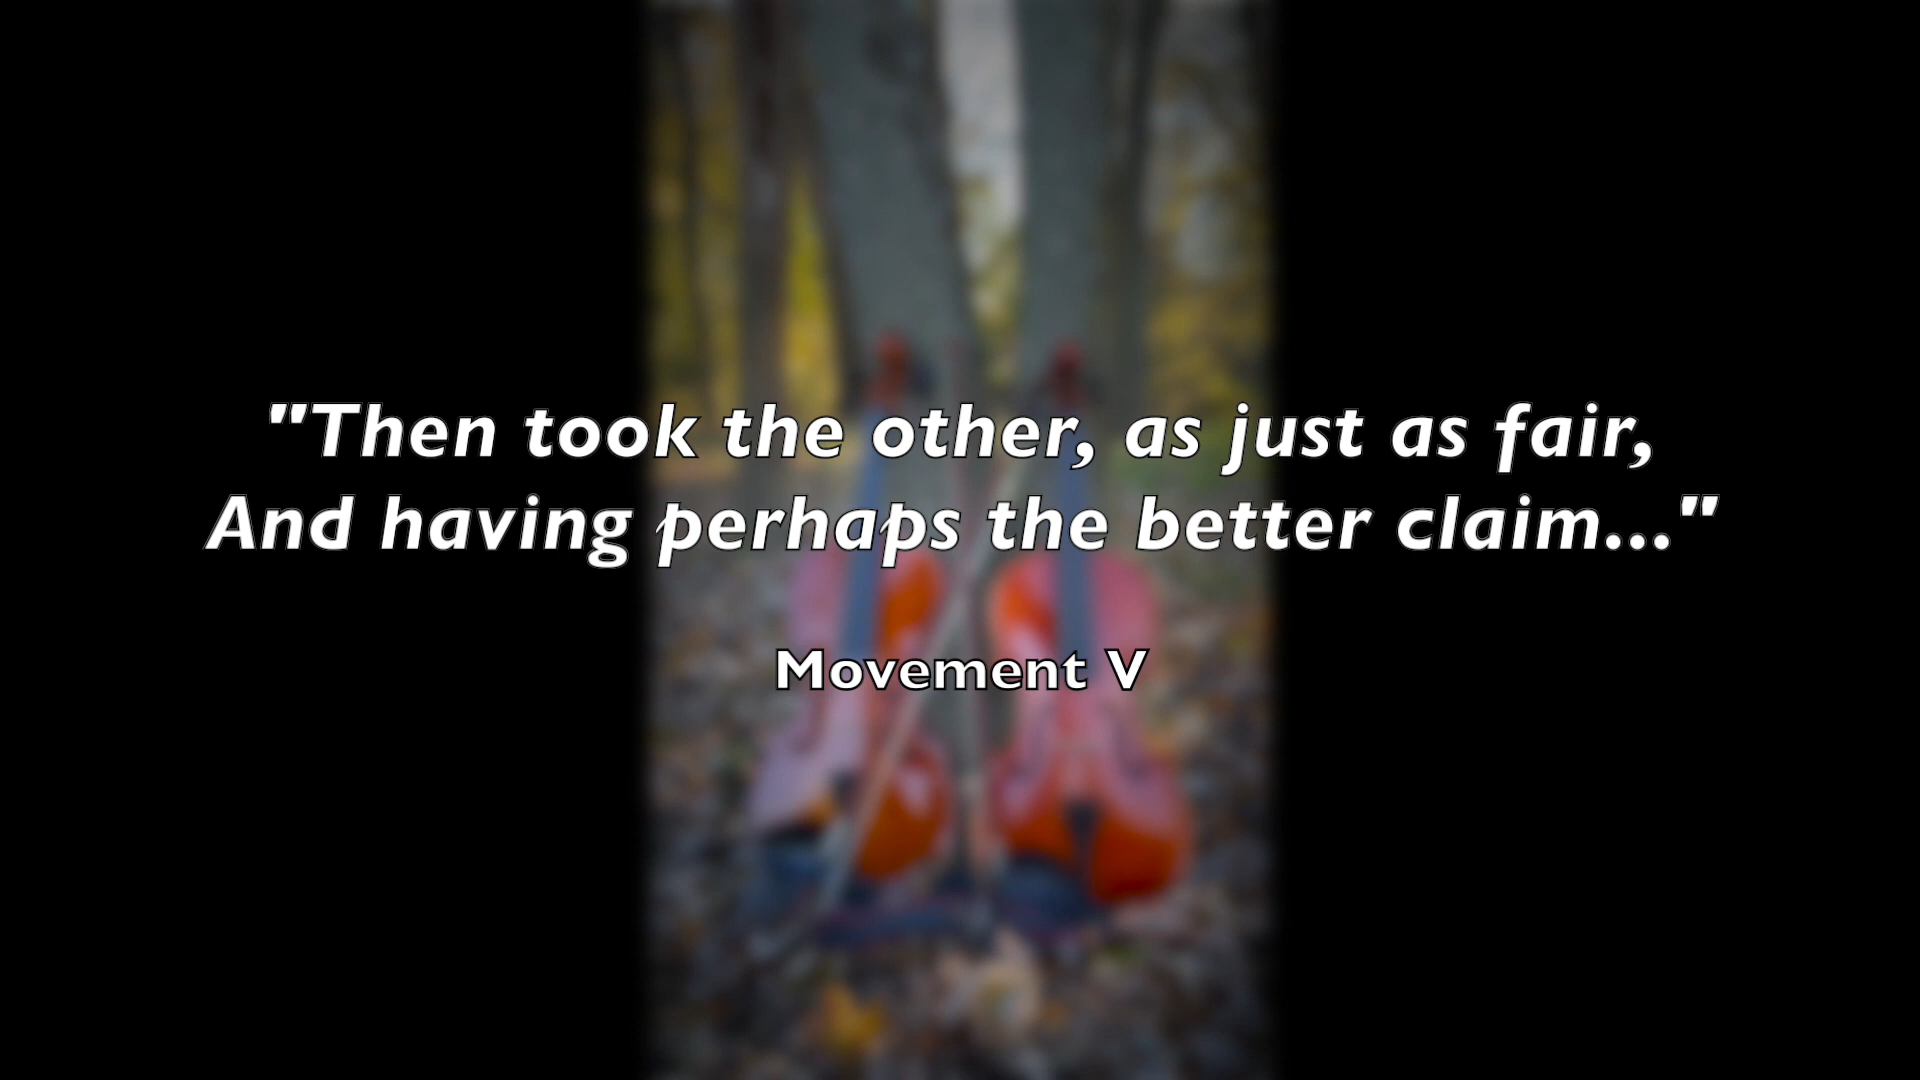 "Then took the other, as just as fair,
And having perhaps the better claim..."
Movement V